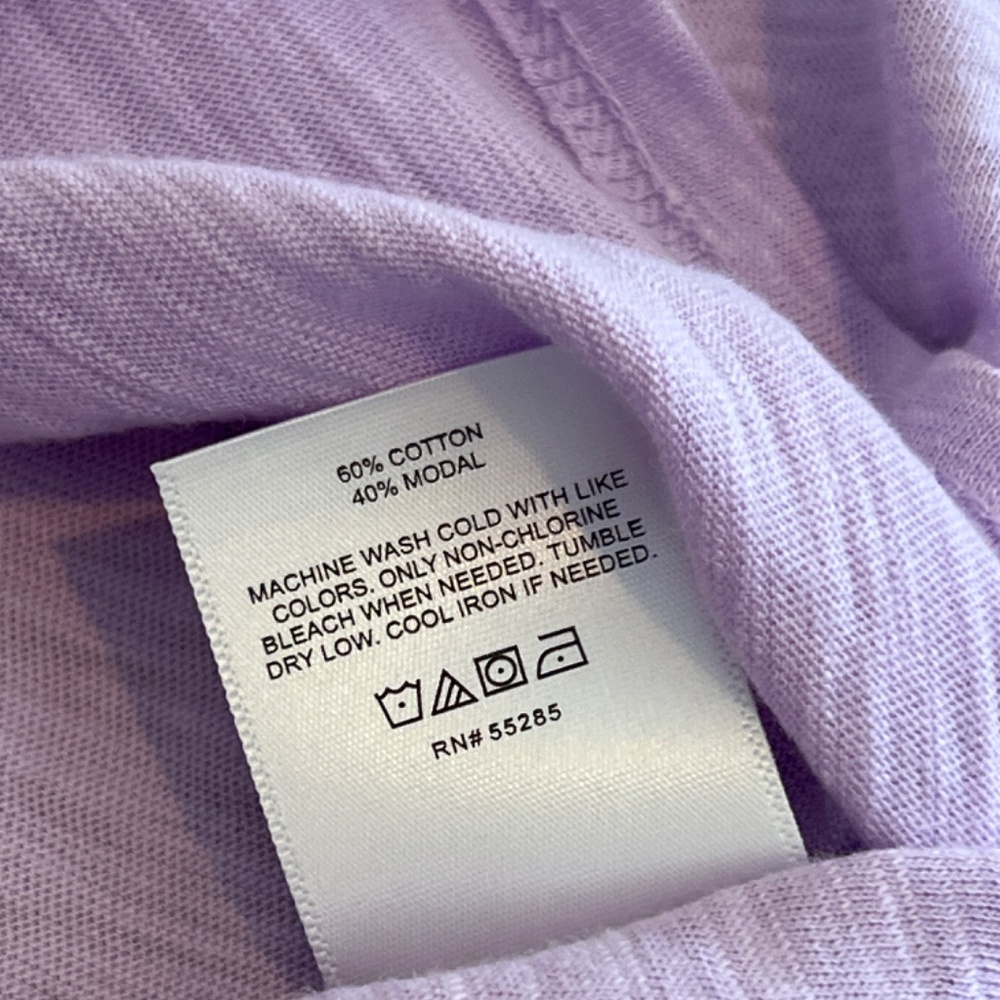 60% COTTON
40% MODAL
MACHINE WASH COLD WITH LIKE
COLORS. ONLY NON-CHLORINE
BLEACH WHEN NEEDED. TUMBLE
DRY LOW. COOL IRON IF NEEDED.
RN# 55285